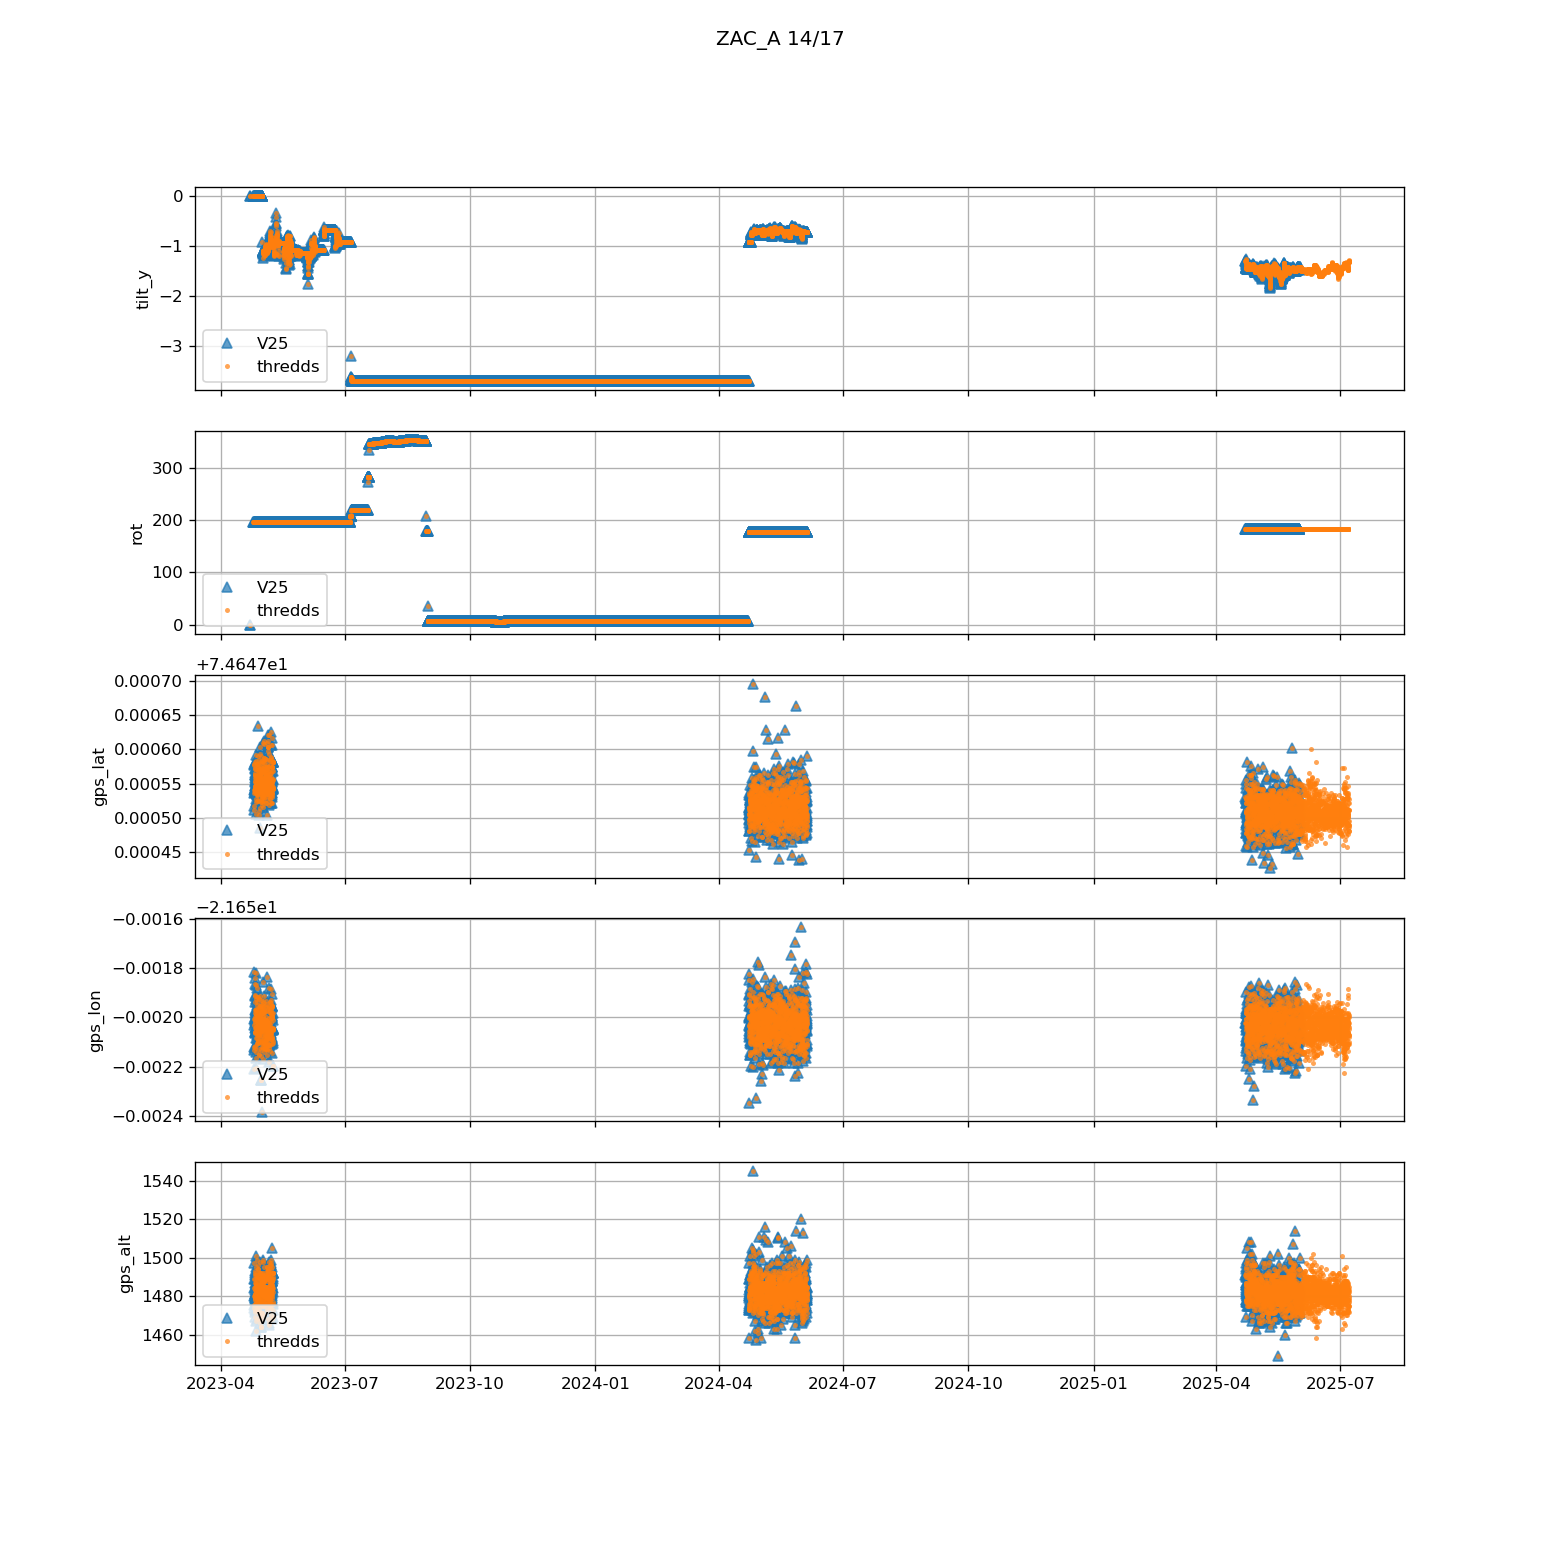 ZAC_A 14/17
0
−1
−2
−3
tilt_y
V25
thredds
300
200
100
0
rot
V25
thredds
+7.4647e1
0.00070
0.00065
0.00060
0.00055
0.00050
0.00045
gps_lat
V25
thredds
−2.165e1
−0.0016
−0.0018
−0.0020
−0.0022
−0.0024
gps_lon
V25
thredds
1540
1520
1500
1480
1460
gps_alt
V25
thredds
2023-04 2023-07 2023-10 2024-01 2024-04 2024-07 2024-10 2025-01 2025-04 2025-07